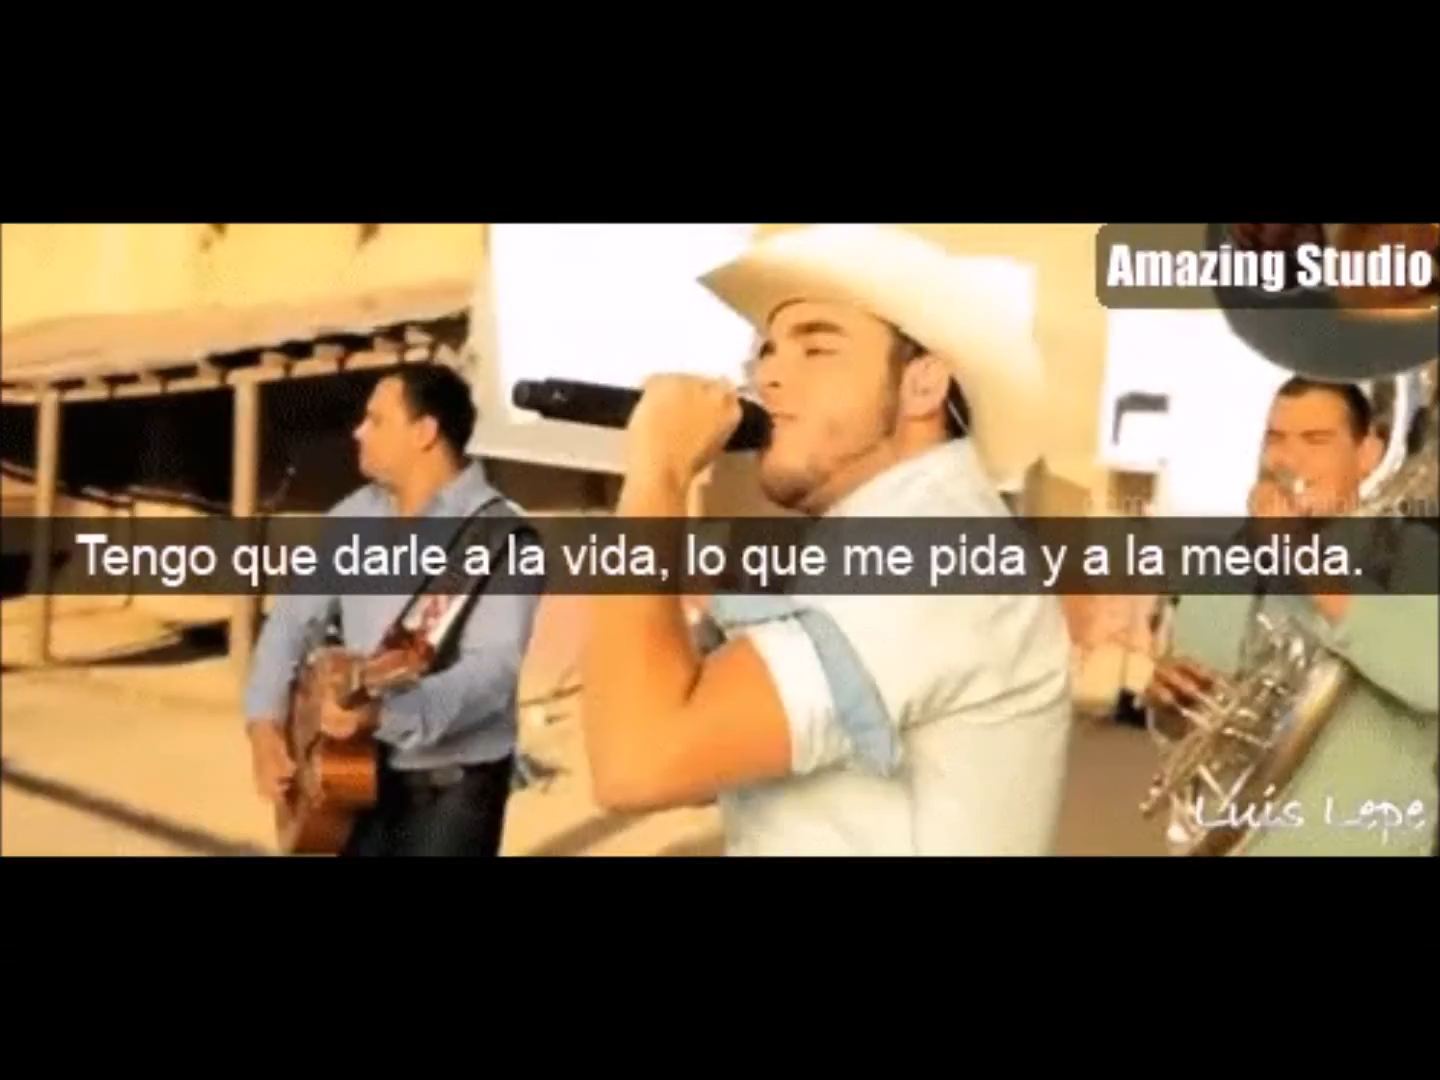 Amazing Studio
Tengo que darle a la vida, lo que me pida y a la medida.
Luis Lepe